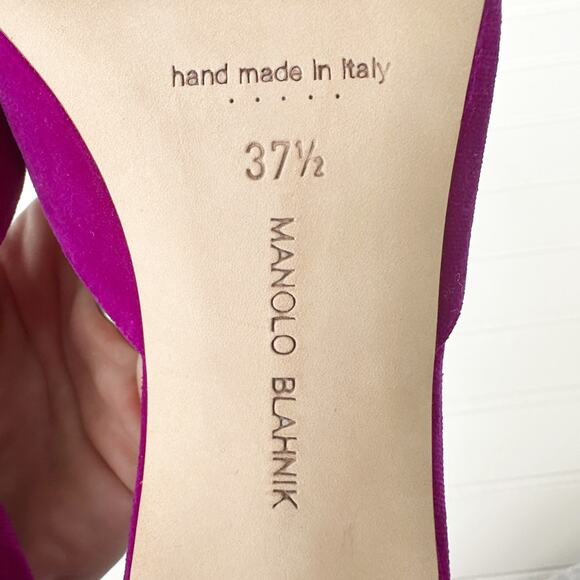 hand made in Italy
37½
MANOLO BLAHNIK